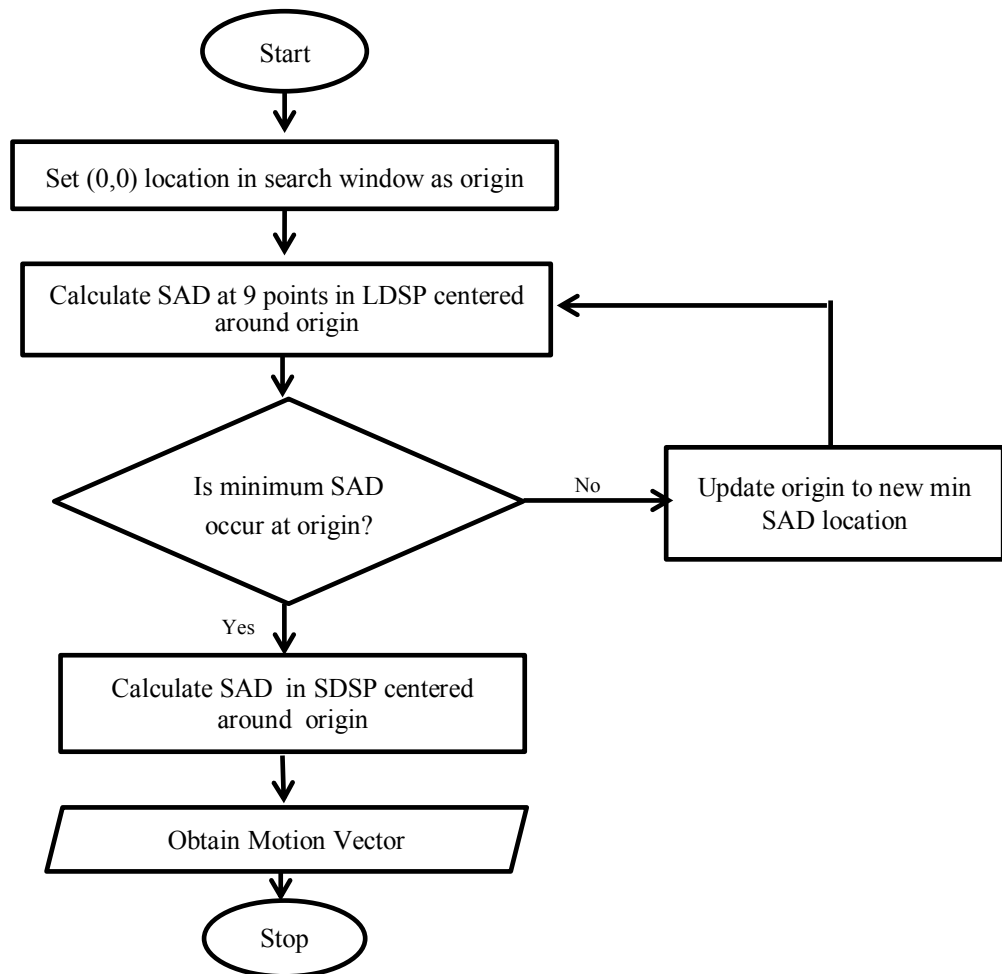 Start
Set (0,0) location in search window as origin
Calculate SAD at 9 points in LDSP centered
around origin
Is minimum SAD
occur at origin?
No
Update origin to new min
SAD location
Yes
Calculate SAD in SDSP centered
around origin
Obtain Motion Vector
Stop